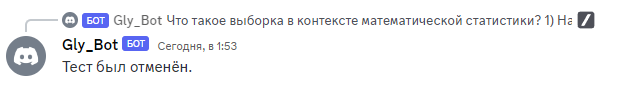 БОТ Gly_Bot Что такое выборка в контексте математической статистики? 1) На
Gly_Bot БОТ Сегодня, в 1:53
Тест был отменён.